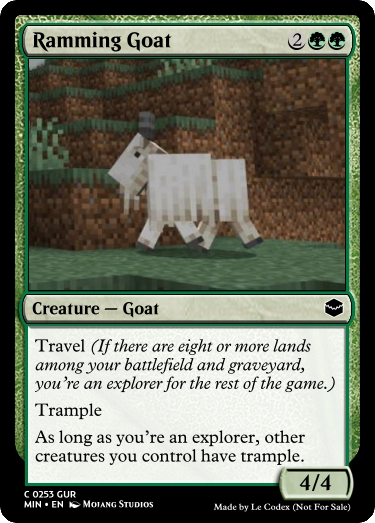 Ramming Goat 2
Creature — Goat
Travel (If there are eight or more lands
among your battlefield and graveyard,
you're an explorer for the rest of the game.)
Trample
As long as you're an explorer, other
creatures you control have trample.
4/4
C 0253 GUR
MIN • EN Mojang Studios
Made by Le Codex (Not For Sale)